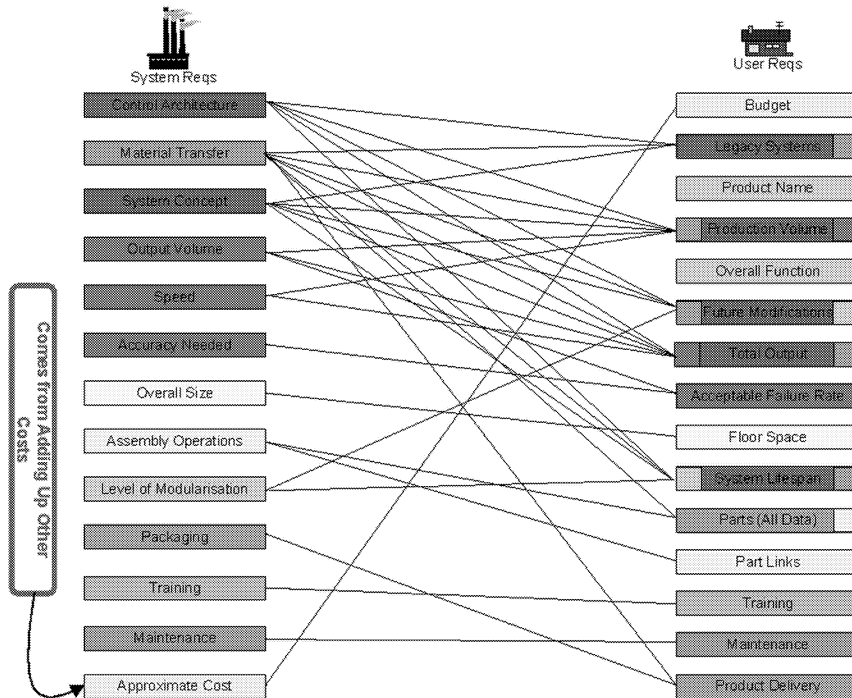 System Reqs
Control Architecture
Material Transfer
System Concept
Output Volume
Speed
Accuracy Needed
Overall Size
Assembly Operations
Level of Modularisation
Packaging
Training
Maintenance
Approximate Cost
Comes from Adding Up Other
Costs
User Reqs
Budget
Legacy Systems
Product Name
Production Volume
Overall Function
Future Modifications
Total Output
Acceptable Failure Rate
Floor Space
System Lifespan
Parts (All Data)
Part Links
Training
Maintenance
Product Delivery